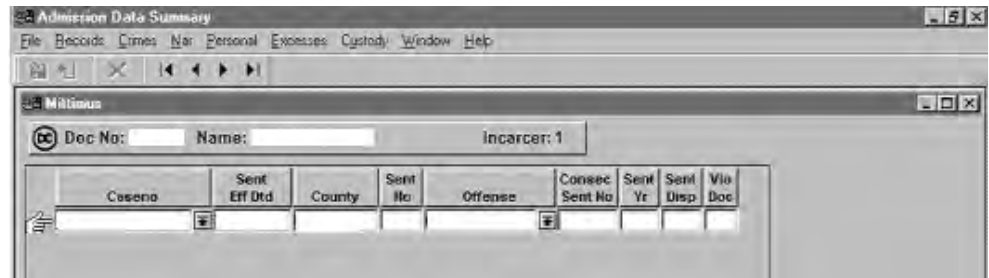 Admission Data Summary
File Records Crimes Nar Personal Excesses Custody Window Help
Mittimus
DC Doc No: Name: Incarcer: 1
Caseno Sent Eff Dtd County Sent No Offense Consec Sent No Sent Yr Sent Disp Vio Doc